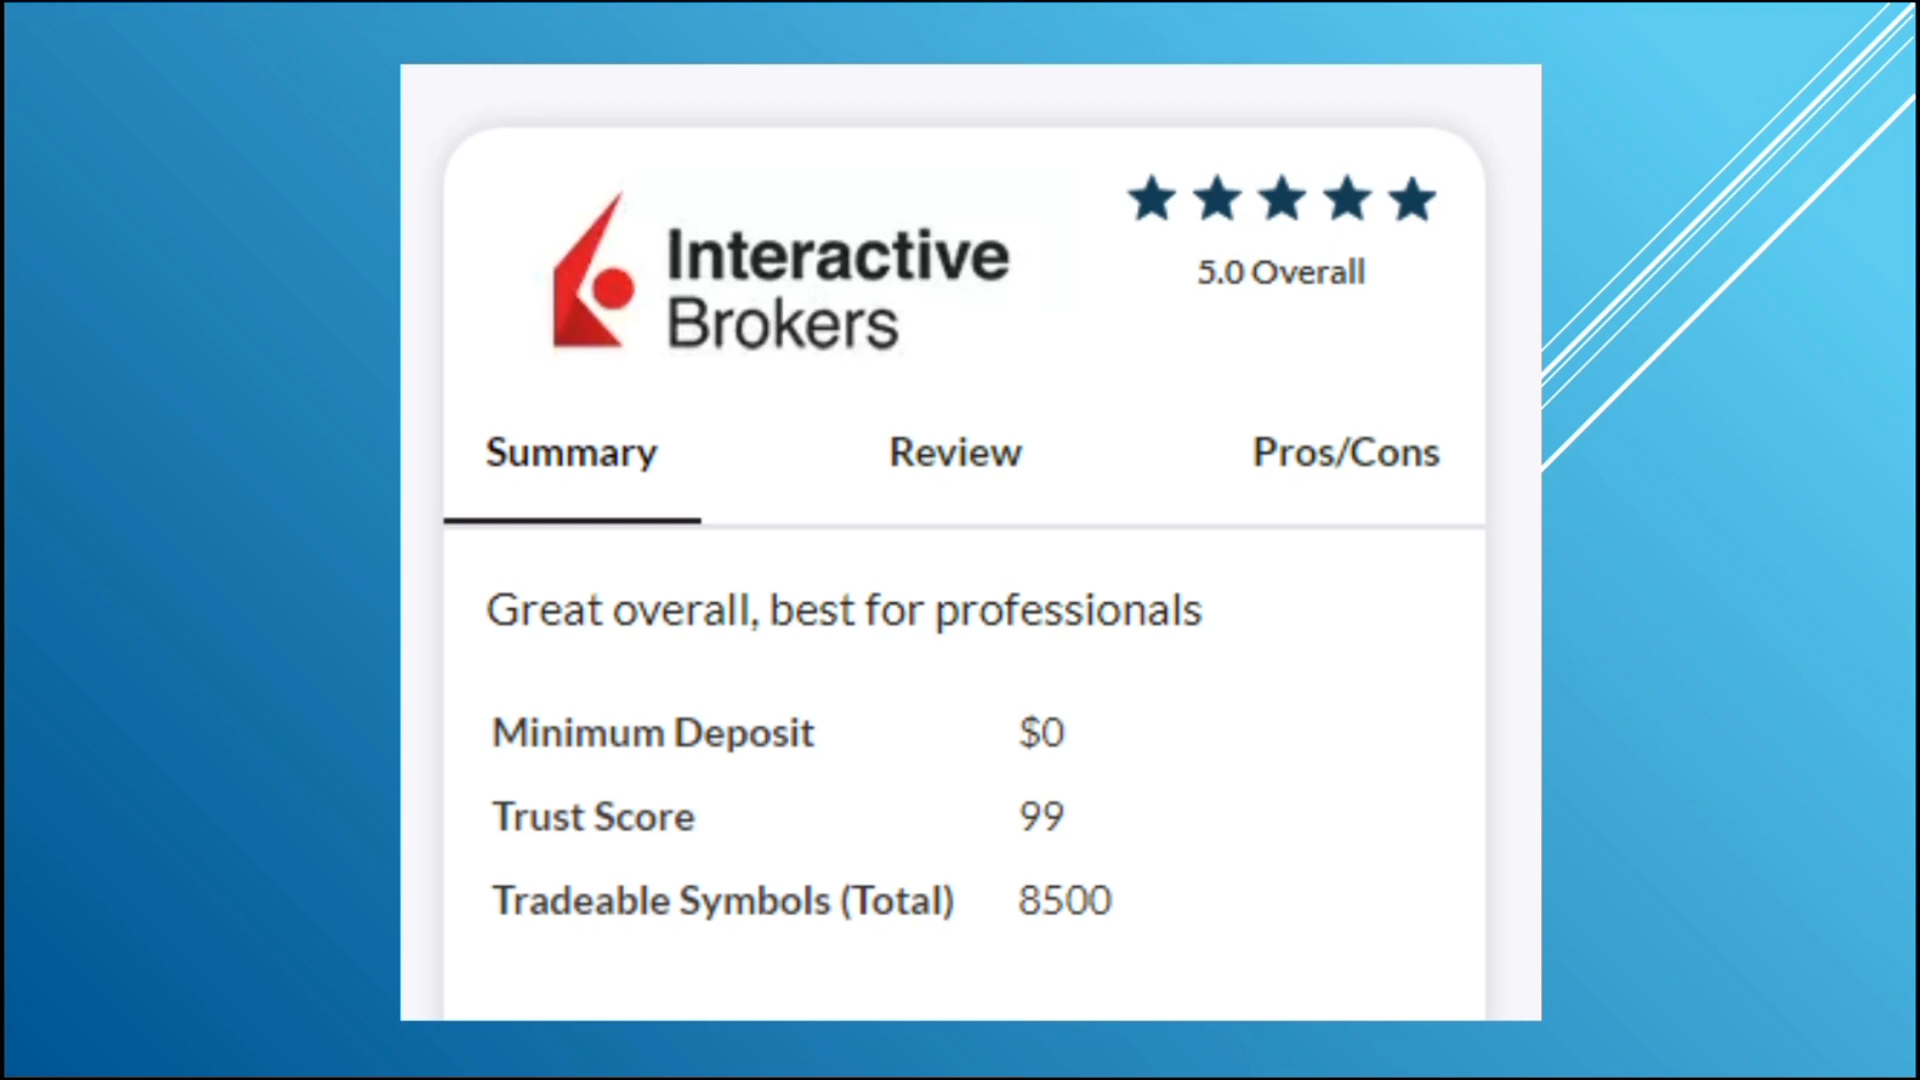 Interactive
Brokers
5.0 Overall
Summary Review Pros/Cons
Great overall, best for professionals
Minimum Deposit $0
Trust Score 99
Tradeable Symbols (Total) 8500